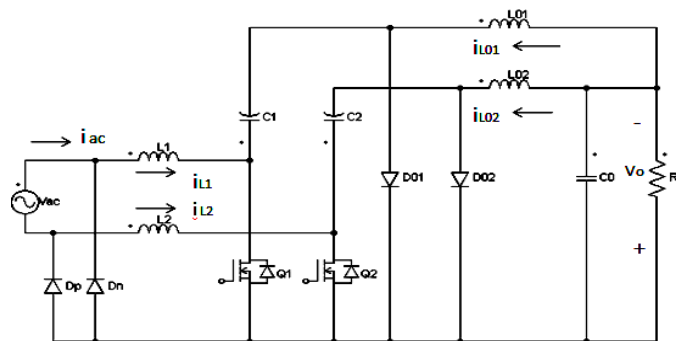 L01
iL01
L02
iL02
C1
C2
iac
L1
iL1
Vac
iL2
L2
D01
D02
C0
-
Vo
R
+
Dp
Dn
Q1
Q2